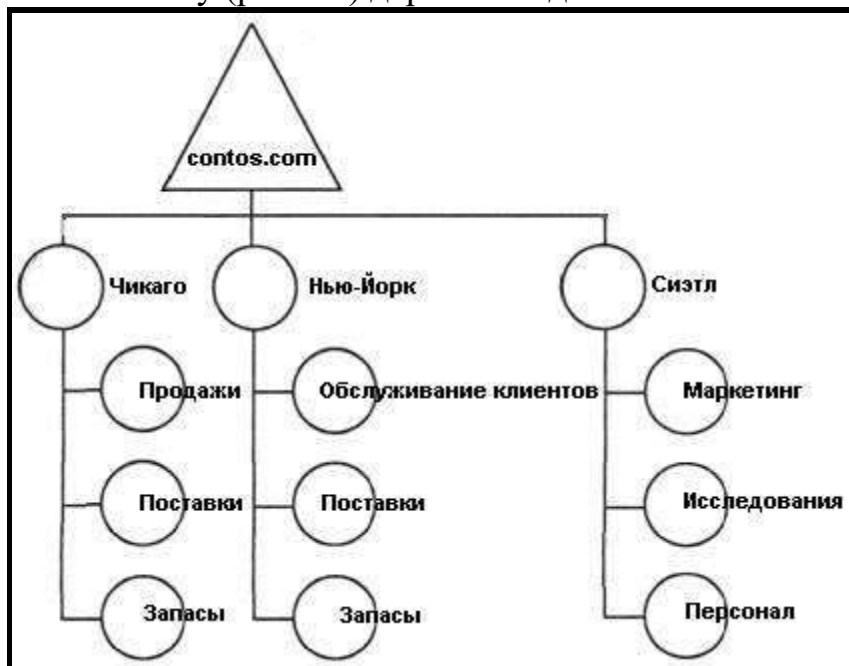 contos.com
Чикаго
Нью-Йорк
Сиэтл
Продажи
Обслуживание клиентов
Маркетинг
Поставки
Поставки
Исследования
Запасы
Запасы
Персонал